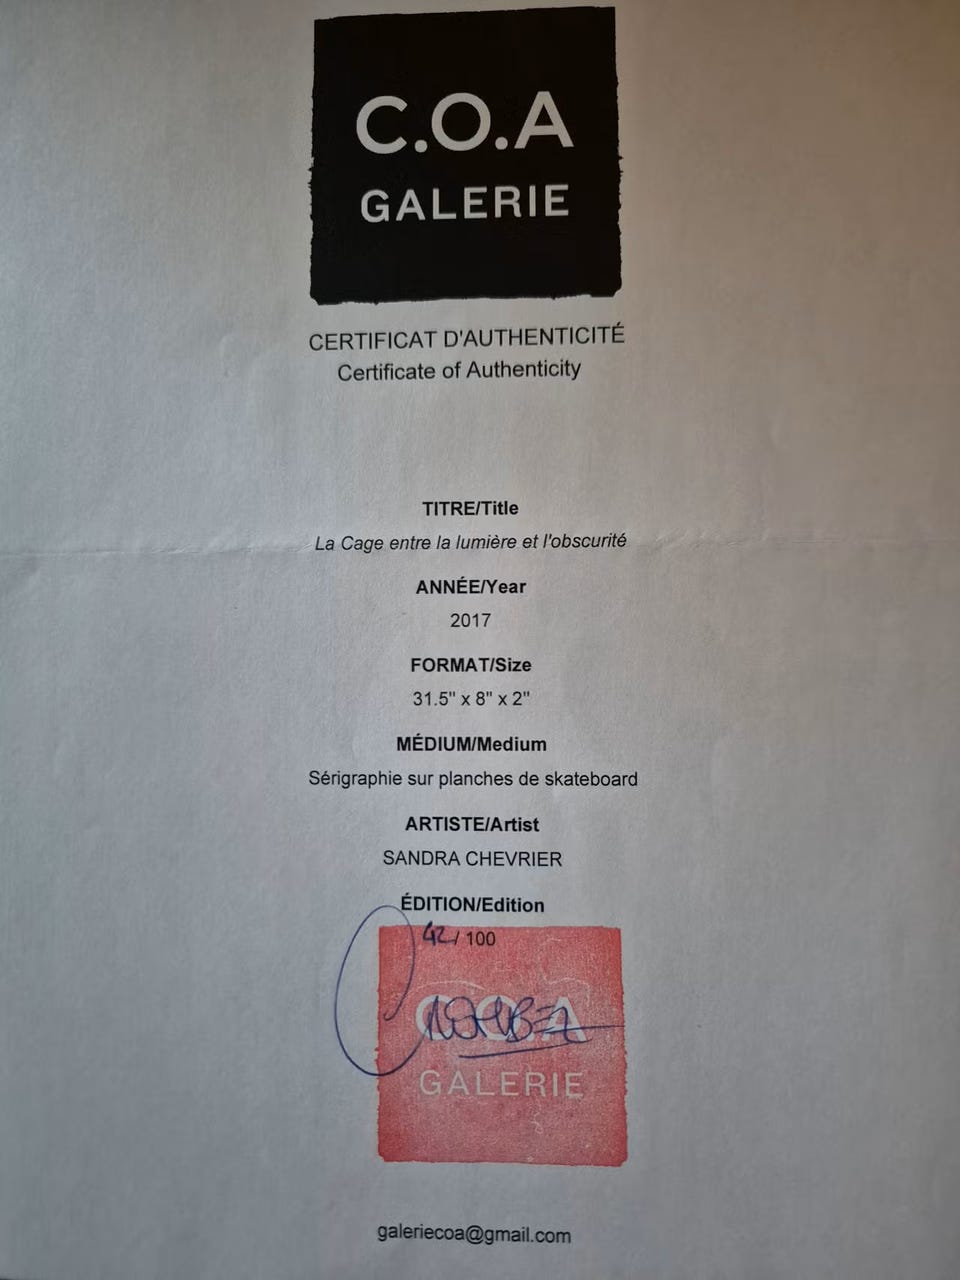 C.O.A
GALERIE
CERTIFICAT D'AUTHENTICITÉ
Certificate of Authenticity
TITRE/Title
La Cage entre la lumière et l'obscurité
ANNÉE/Year
2017
FORMAT/Size
31.5" x 8" x 2"
MÉDIUM/Medium
Sérigraphie sur planches de skateboard
ARTISTE/Artist
SANDRA CHEVRIER
ÉDITION/Edition
42/ 100
C.O.A
GALERIE
galeriecoa@gmail.com